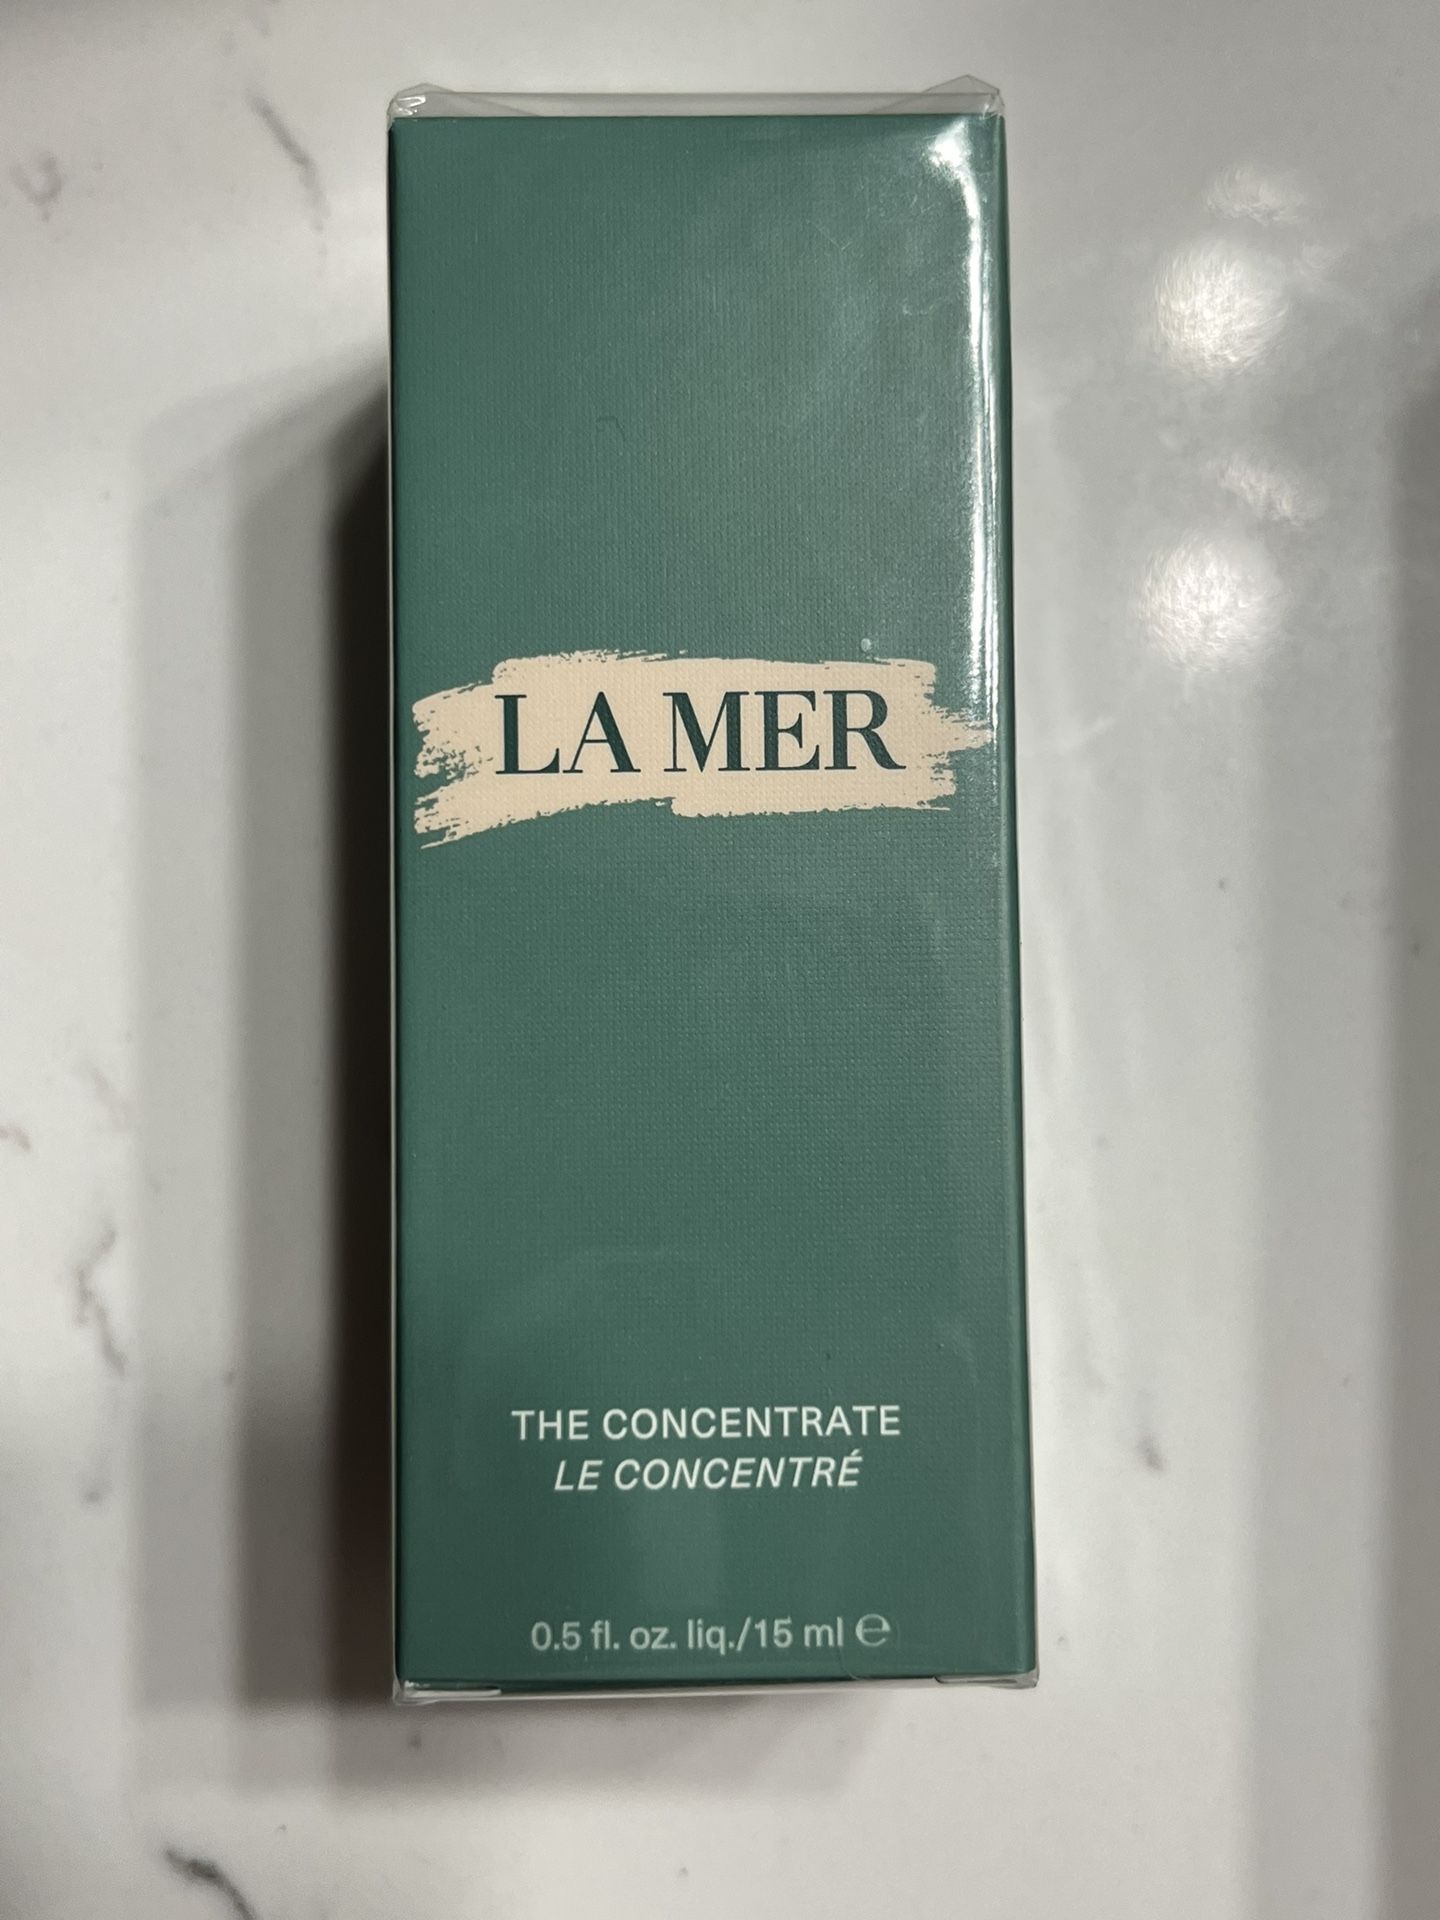 LA MER
THE CONCENTRATE
LE CONCENTRÉ
0.5 fl. oz. liq./15 ml ℮